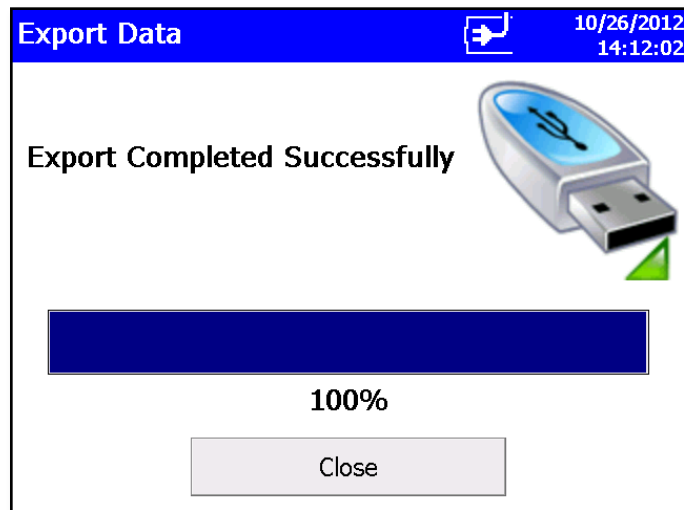 Export Data
10/26/2012
14:12:02
Export Completed Successfully
100%
Close